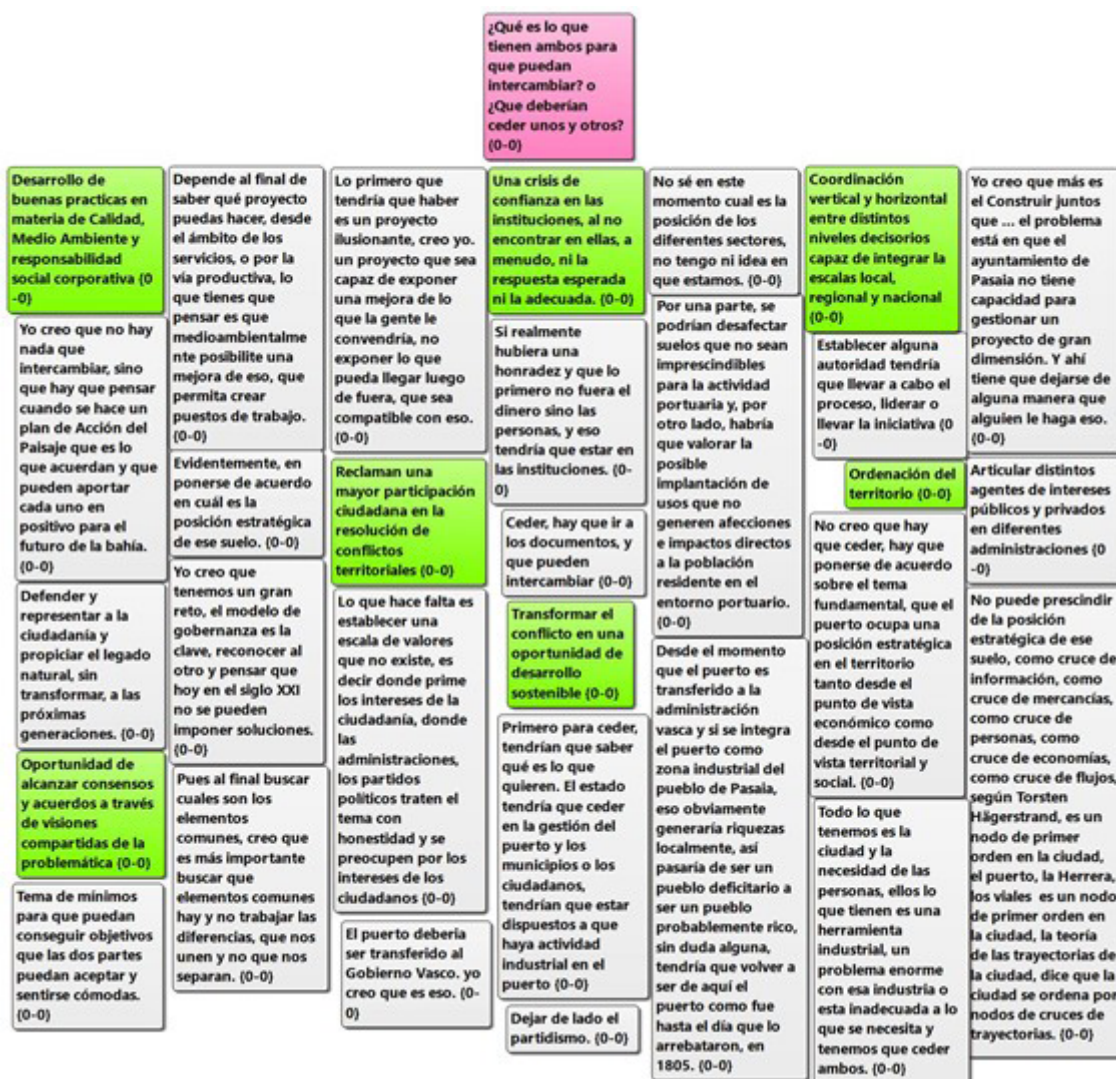 ¿Qué es lo que
tienen ambos para
que puedan
intercambiar? o
¿Que deberían
ceder unos y otros?
{0-0}
Desarrollo de
buenas practicas en
materia de Calidad,
Medio Ambiente y
responsabilidad
social corporativa {0
-0}
Yo creo que no hay
nada que
intercambiar, sino
que hay que pensar
cuando se hace un
plan de Acción del
Paisaje que es lo
que acuerdan y que
pueden aportar
cada uno en
positivo para el
futuro de la bahía.
{0-0}
Defender y
representar a la
ciudadanía y
propiciar el legado
natural, sin
transformar, a las
próximas
generaciones. {0-0}
Oportunidad de
alcanzar consensos
y acuerdos a través
de visiones
compartidas de la
problemática {0-0}
Tema de mínimos
para que puedan
conseguir objetivos
que las dos partes
puedan aceptar y
sentirse cómodas.
{0-0}
Depende al final de
saber qué proyecto
puedas hacer, desde
el ámbito de los
servicios, o por la
vía productiva, lo
que tienes que
pensar es que
medioambientalme
nte posibilite una
mejora de eso, que
permita crear
puestos de trabajo.
{0-0}
Evidentemente, en
ponerse de acuerdo
en cuál es la
posición estratégica
de ese suelo. {0-0}
Yo creo que
tenemos un gran
reto, el modelo de
gobernanza es la
clave, reconocer al
otro y pensar que
hoy en el siglo XXI
no se pueden
imponer soluciones.
{0-0}
Pues al final buscar
cuales son los
elementos
comunes, creo que
es más importante
buscar que
elementos comunes
hay y no trabajar las
diferencias, que nos
unen y no que nos
separan. {0-0}
Lo primero que
tendría que haber
es un proyecto
ilusionante, creo yo.
un proyecto que sea
capaz de exponer
una mejora de lo
que la gente le
convendría, no
exponer lo que
pueda llegar luego
de fuera, que sea
compatible con eso.
{0-0}
Reclaman una
mayor participación
ciudadana en la
resolución de
conflictos
territoriales {0-0}
Lo que hace falta es
establecer una
escala de valores
que no existe, es
decir donde prime
los intereses de la
ciudadanía, donde
las
administraciones,
los partidos
políticos traten el
tema con
honestidad y se
preocupen por los
intereses de los
ciudadanos {0-0}
El puerto deberia
ser transferido al
Gobierno Vasco. yo
creo que es eso. {0-
0}
Una crisis de
confianza en las
instituciones, al no
encontrar en ellas, a
menudo, ni la
respuesta esperada
ni la adecuada. {0-0}
Si realmente
hubiera una
honradez y que lo
primero no fuera el
dinero sino las
personas, y eso
tendría que estar en
las instituciones. {0-
0}
Ceder, hay que ir a
los documentos, y
que pueden
intercambiar {0-0}
Transformar el
conflicto en una
oportunidad de
desarrollo
sostenible {0-0}
Primero para ceder,
tendrían que saber
qué es lo que
quieren. El estado
tendría que ceder
en la gestión del
puerto y los
municipios o los
ciudadanos,
tendrían que estar
dispuestos a que
haya actividad
industrial en el
puerto {0-0}
Dejar de lado el
partidismo. {0-0}
No sé en este
momento cual es la
posición de los
diferentes sectores,
no tengo ni idea en
que estamos. {0-0}
Por una parte, se
podrían desafectar
suelos que no sean
imprescindibles
para la actividad
portuaria y, por
otro lado, habría
que valorar la
posible
implantación de
usos que no
generen afecciones
e impactos directos
a la población
residente en el
entorno portuario.
{0-0}
Desde el momento
que el puerto es
transferido a la
administración
vasca y si se integra
el puerto como
zona industrial del
pueblo de Pasaia,
eso obviamente
generaría riquezas
localmente, así
pasaría de ser un
pueblo deficitario a
ser un pueblo
probablemente rico,
sin duda alguna,
tendría que volver a
ser de aquí el
puerto como fue
hasta el día que lo
arrebataron, en
1805. {0-0}
Coordinación
vertical y horizontal
entre distintos
niveles decisorios
capaz de integrar la
escalas local,
regional y nacional
{0-0}
Establecer alguna
autoridad tendría
que llevar a cabo el
proceso, liderar o
llevar la iniciativa {0
-0}
Ordenación del
territorio {0-0}
No creo que hay
que ceder, hay que
ponerse de acuerdo
sobre el tema
fundamental, que el
puerto ocupa una
posición estratégica
en el territorio
tanto desde el
punto de vista
económico como
desde el punto de
vista territorial y
social. {0-0}
Todo lo que
tenemos es la
ciudad y la
necesidad de las
personas, ellos lo
que tienen es una
herramienta
industrial, un
problema enorme
con esa industria o
esta inadecuada a lo
que se necesita y
tenemos que ceder
ambos. {0-0}
Yo creo que más es
el Construir juntos
que ... el problema
está en que el
ayuntamiento de
Pasaia no tiene
capacidad para
gestionar un
proyecto de gran
dimensión. Y ahí
tiene que dejarse de
alguna manera que
alguien le haga eso.
{0-0}
Articular distintos
agentes de intereses
públicos y privados
en diferentes
administraciones {0
-0}
No puede prescindir
de la posición
estratégica de ese
suelo, como cruce de
información, como
cruce de mercancías,
como cruce de
personas, como
cruce de economías,
como cruce de flujos,
según Torsten
Hägerstrand, es un
nodo de primer
orden en la ciudad,
el puerto, la Herrera,
los viales es un nodo
de primer orden en
la ciudad, la teoría
de las trayectorias de
la ciudad, dice que la
ciudad se ordena por
nodos de cruces de
trayectorias. {0-0}